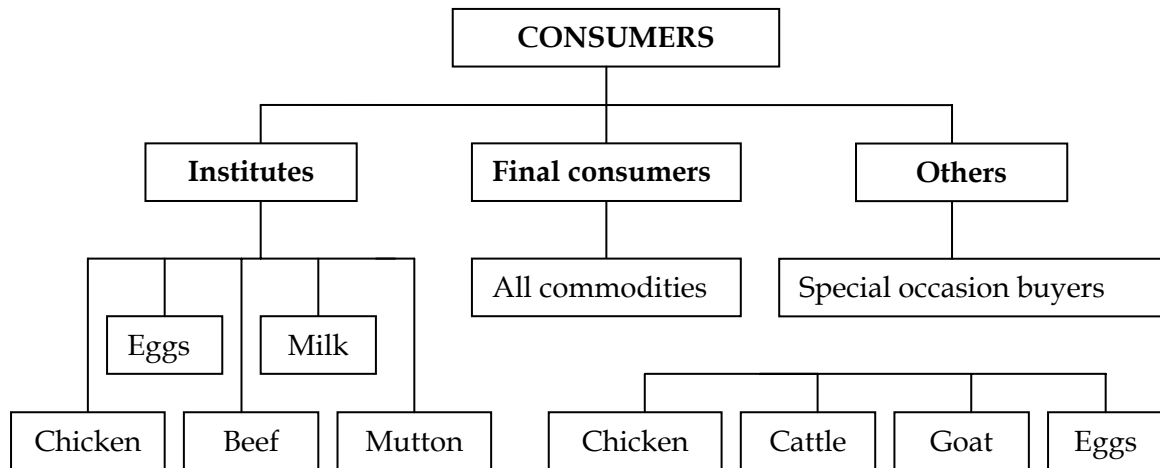 CONSUMERS
Institutes
Final consumers
Others
All commodities
Special occasion buyers
Eggs
Milk
Chicken
Beef
Mutton
Chicken
Cattle
Goat
Eggs